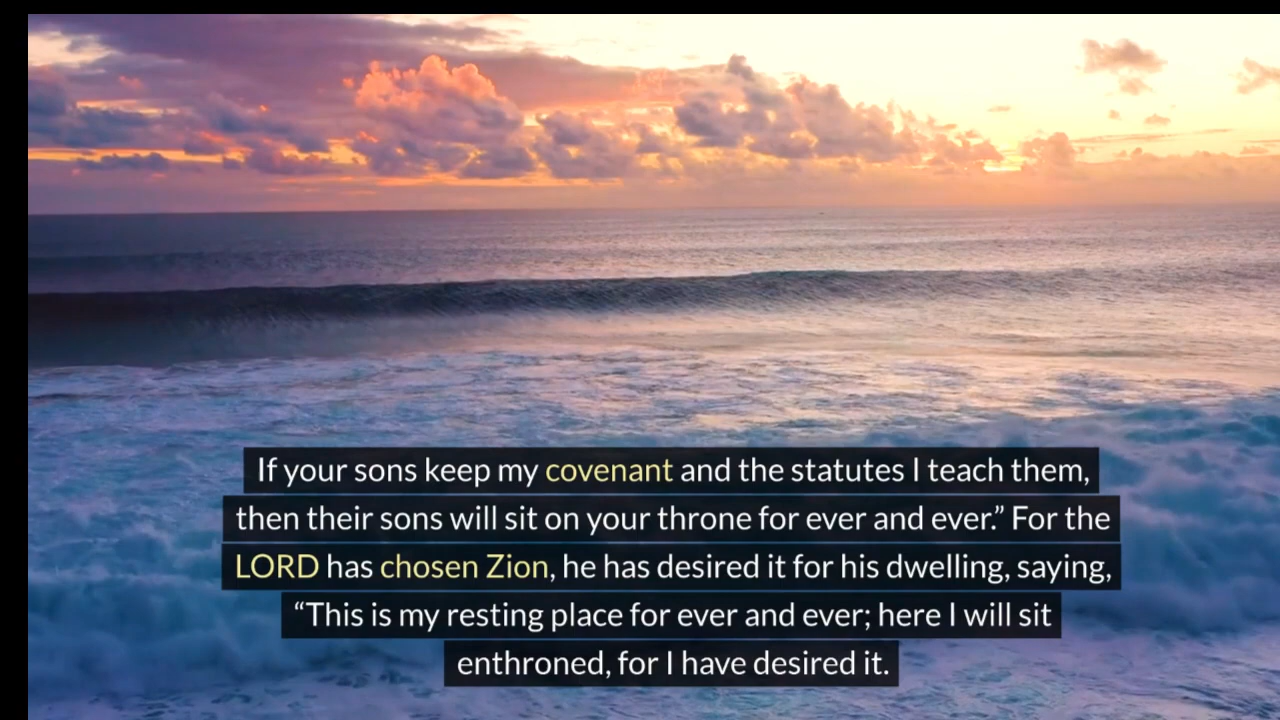 If your sons keep my covenant and the statutes I teach them,
then their sons will sit on your throne for ever and ever.” For the
LORD has chosen Zion, he has desired it for his dwelling, saying,
“This is my resting place for ever and ever; here I will sit
enthroned, for I have desired it.